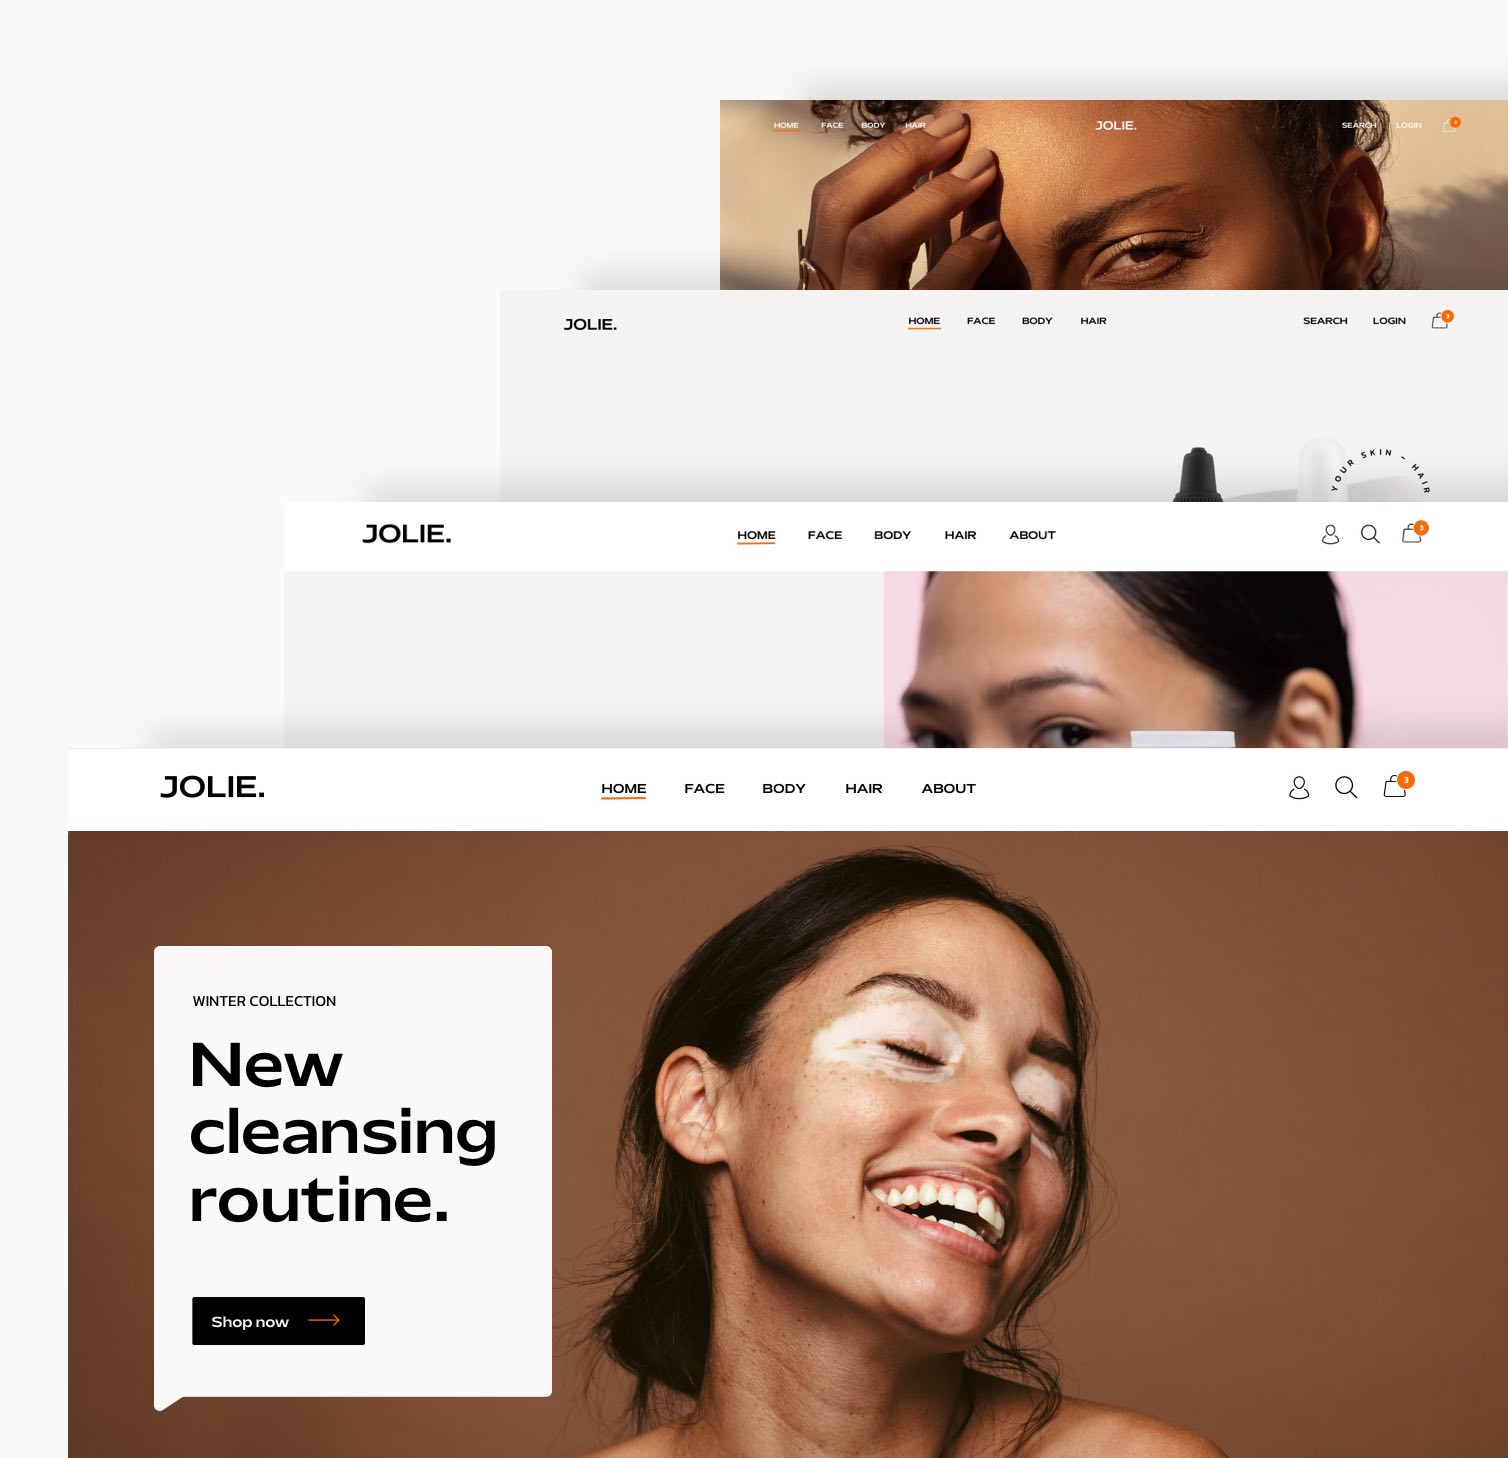 HOME FACE BODY HAIR JOLIE. SEARCH LOGIN 3
JOLIE. HOME FACE BODY HAIR SEARCH LOGIN 3
YOUR SKIN – HAIR
JOLIE. HOME FACE BODY HAIR ABOUT 3
JOLIE. HOME FACE BODY HAIR ABOUT 3
WINTER COLLECTION
New
cleansing
routine.
Shop now